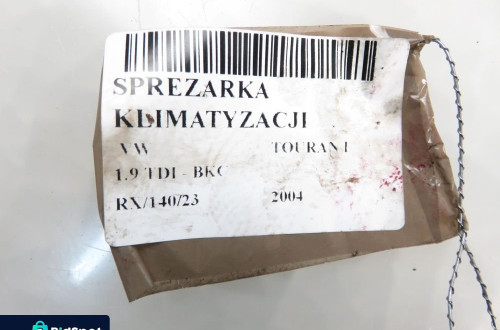 SPREZARKA
KLIMATYZACJI
VW TOURAN I
1.9 TDI - BKC
RX/140/23 2004